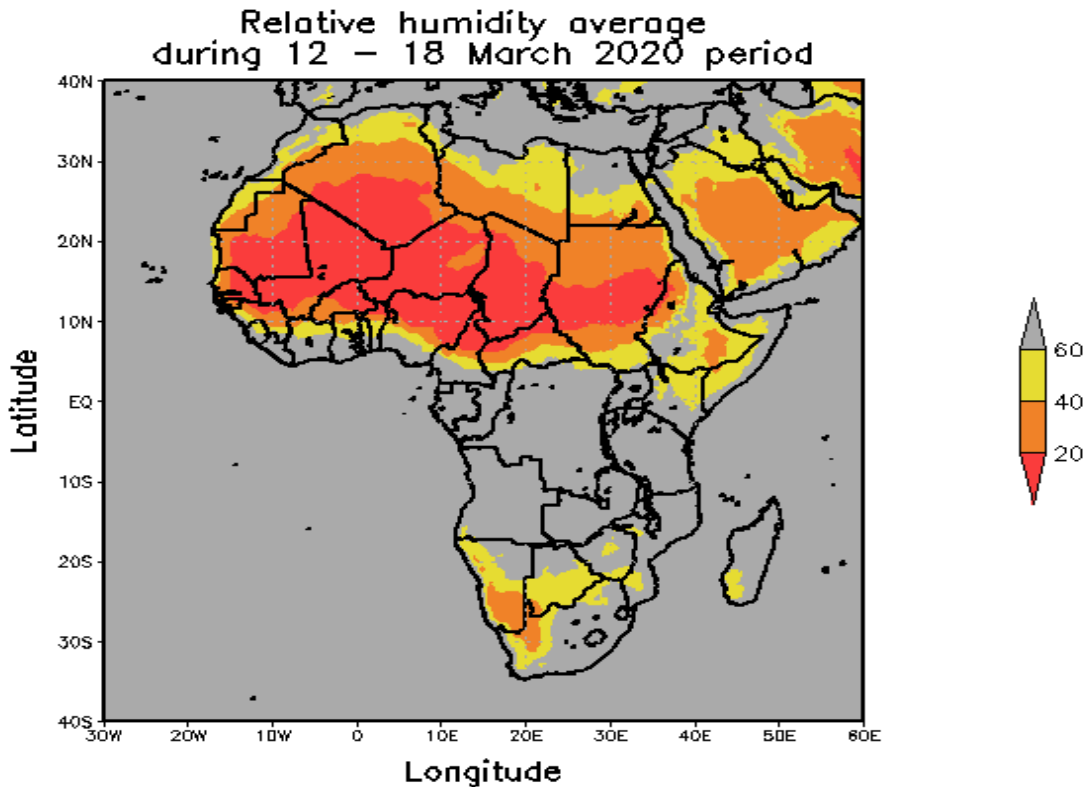 Relative humidity average
during 12 – 18 March 2020 period
40N
30N
20N
10N
EQ
10S
20S
30S
40S
Latitude
30W 20W 10W 0 10E 20E 30E 40E 50E 60E
Longitude
60
40
20